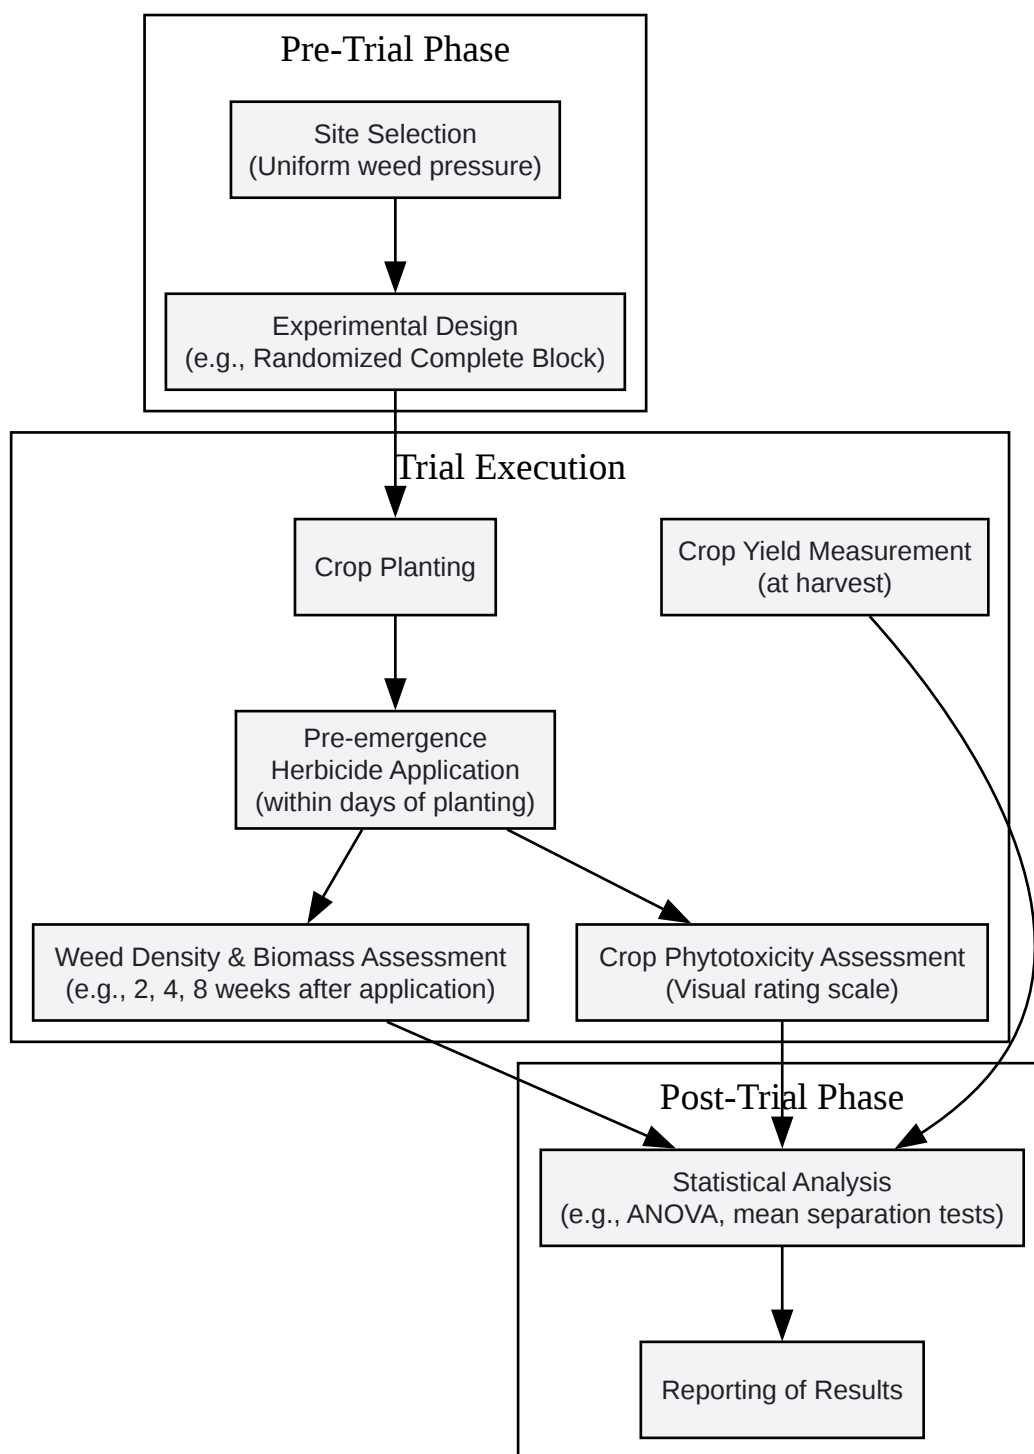 Pre-Trial Phase
Site Selection
(Uniform weed pressure)
Experimental Design
(e.g., Randomized Complete Block)
Trial Execution
Crop Planting
Crop Yield Measurement
(at harvest)
Pre-emergence
Herbicide Application
(within days of planting)
Weed Density & Biomass Assessment
(e.g., 2, 4, 8 weeks after application)
Crop Phytotoxicity Assessment
(Visual rating scale)
Post-Trial Phase
Statistical Analysis
(e.g., ANOVA, mean separation tests)
Reporting of Results